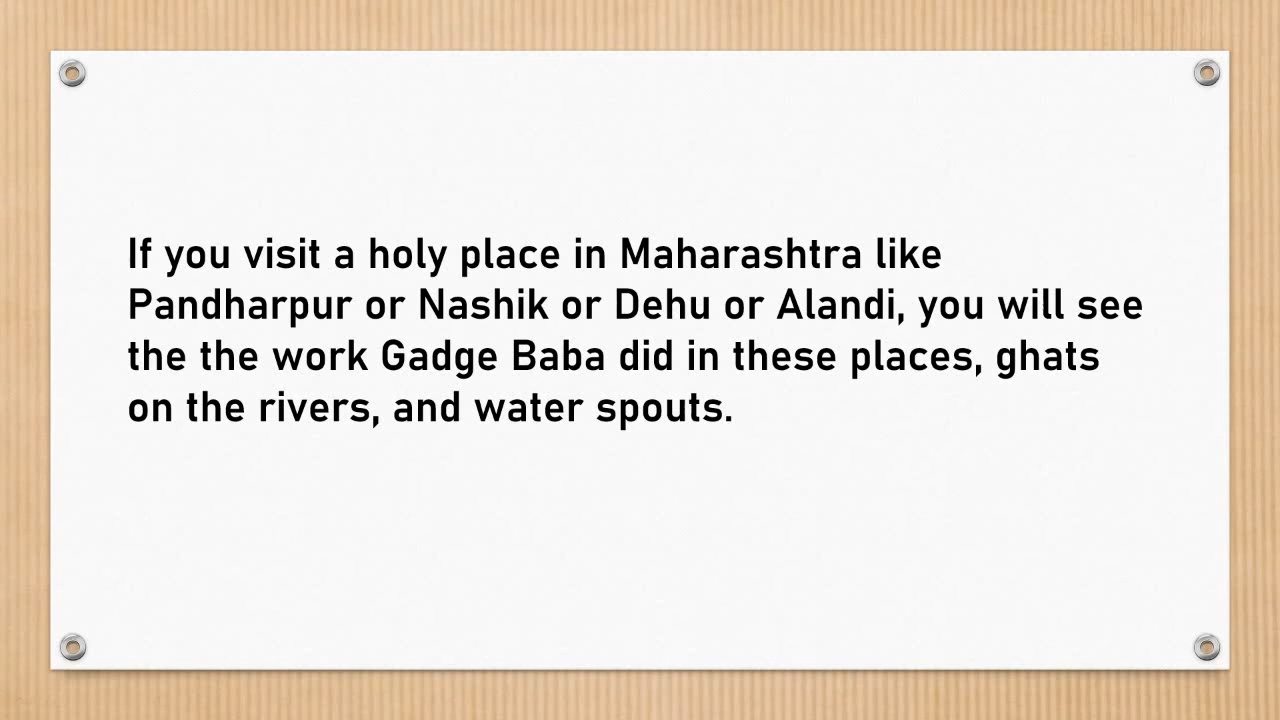 If you visit a holy place in Maharashtra like
Pandharpur or Nashik or Dehu or Alandi, you will see
the the work Gadge Baba did in these places, ghats
on the rivers, and water spouts.